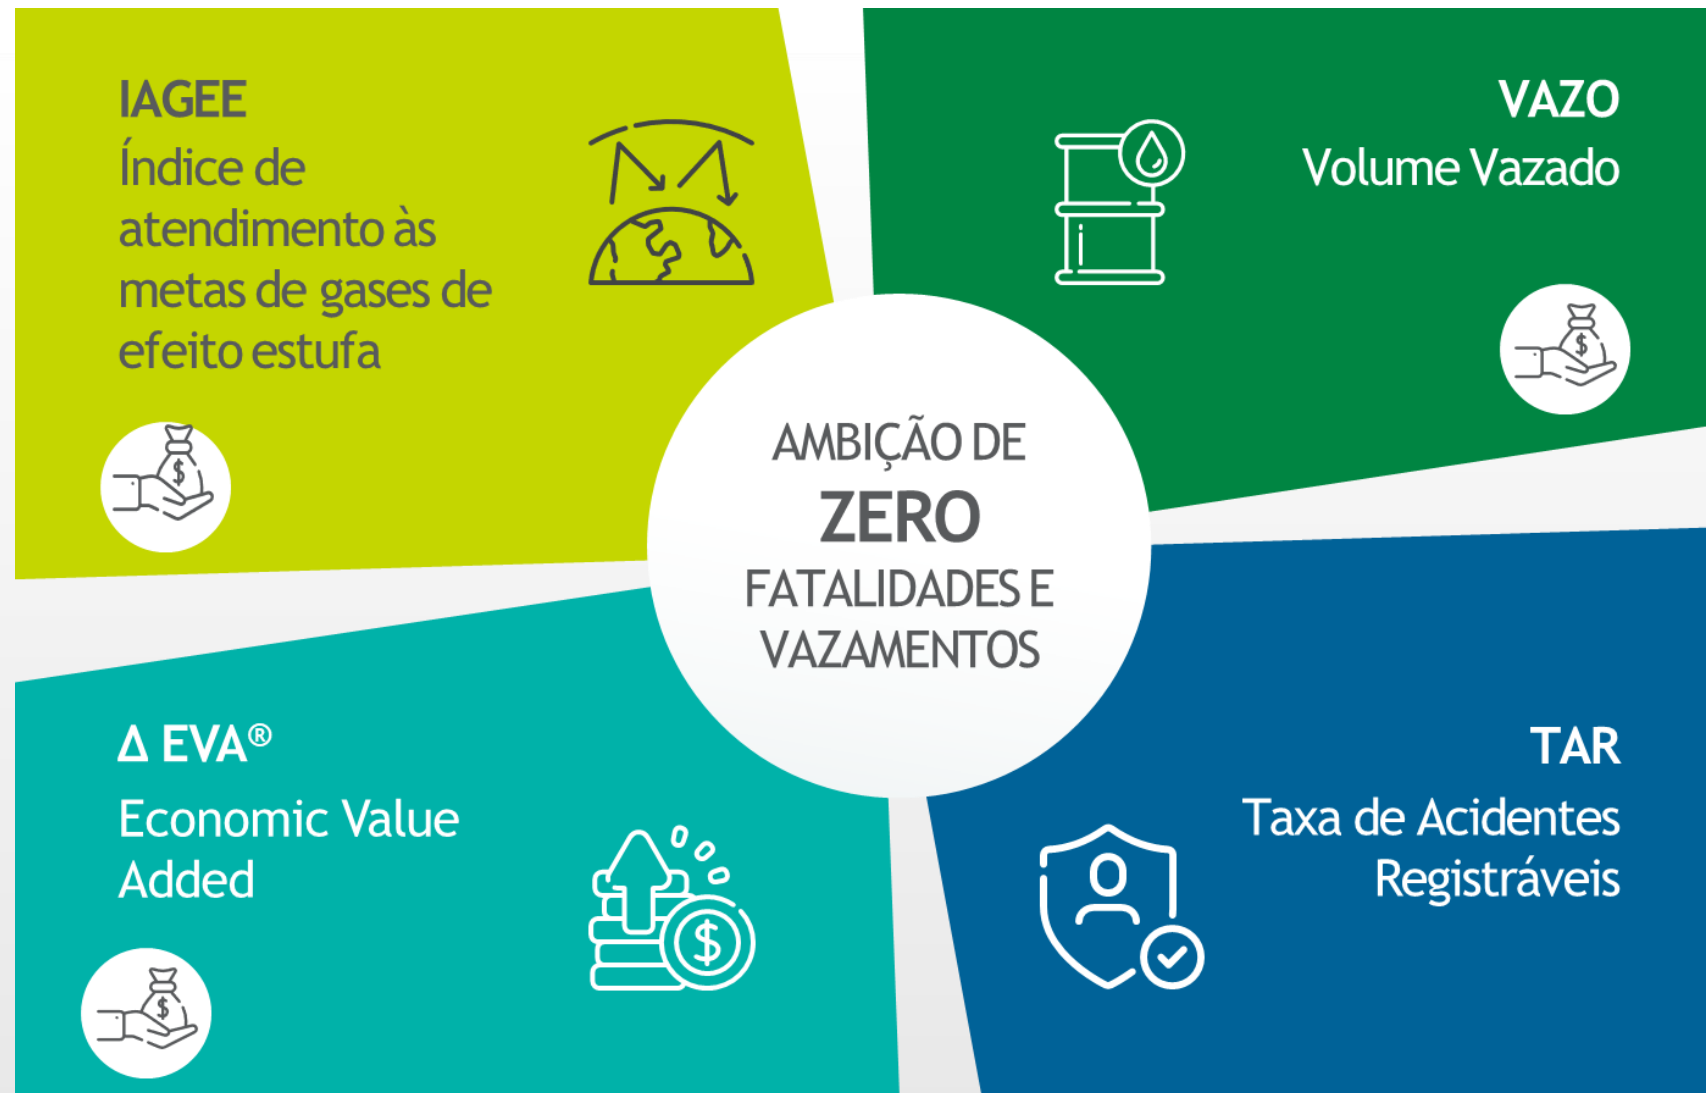 IAGEE
Índice de
atendimento às
metas de gases de
efeito estufa
VAZO
Volume Vazado
AMBIÇÃO DE
ZERO
FATALIDADES E
VAZAMENTOS
Δ EVA®
Economic Value
Added
TAR
Taxa de Acidentes
Registráveis